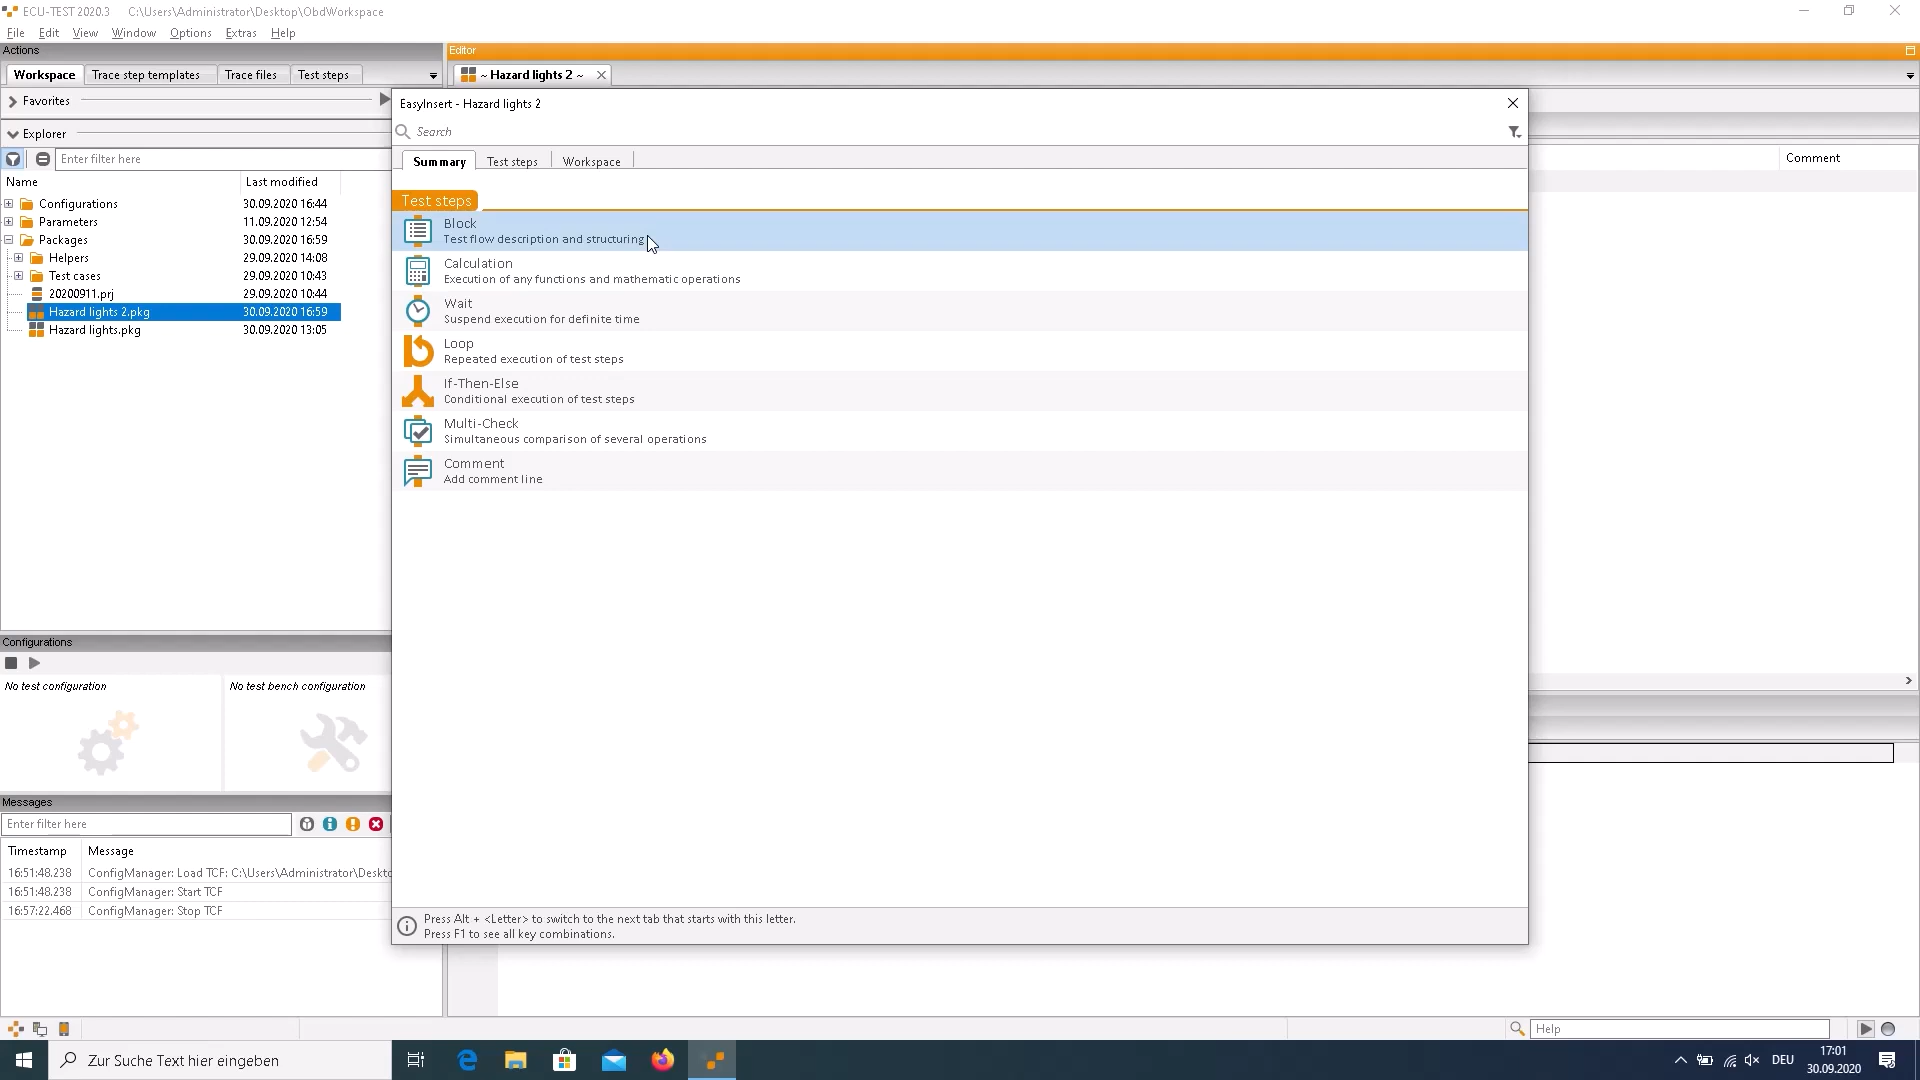 ECU-TEST 2020.3 C:\Users\Administrator\Desktop\ObdWorkspace
File Edit View Window Options Extras Help
Actions
Editor
Workspace Trace step templates Trace files Test steps
~ Hazard lights 2 ~
Favorites
Explorer
Enter filter here
Name Last modified
Configurations 30.09.2020 16:44
Parameters 11.09.2020 12:54
Packages 30.09.2020 16:59
Helpers 29.09.2020 14:08
Test cases 29.09.2020 10:43
20200911.prj 29.09.2020 10:44
Hazard lights 2.pkg 30.09.2020 16:59
Hazard lights.pkg 30.09.2020 13:05
EasyInsert - Hazard lights 2
Search
Summary Test steps Workspace
Comment
Test steps
Block
Test flow description and structuring
Calculation
Execution of any functions and mathematic operations
Wait
Suspend execution for definite time
Loop
Repeated execution of test steps
If-Then-Else
Conditional execution of test steps
Multi-Check
Simultaneous comparison of several operations
Comment
Add comment line
Press Alt + <Letter> to switch to the next tab that starts with this letter.
Press F1 to see all key combinations.
Configurations
No test configuration No test bench configuration
Messages
Enter filter here
Timestamp Message
16:51:48.238 ConfigManager: Load TCF: C:\Users\Administrator\Deskto
16:51:48.238 ConfigManager: Start TCF
16:57:22.468 ConfigManager: Stop TCF
Help
Zur Suche Text hier eingeben
DEU
17:01
30.09.2020